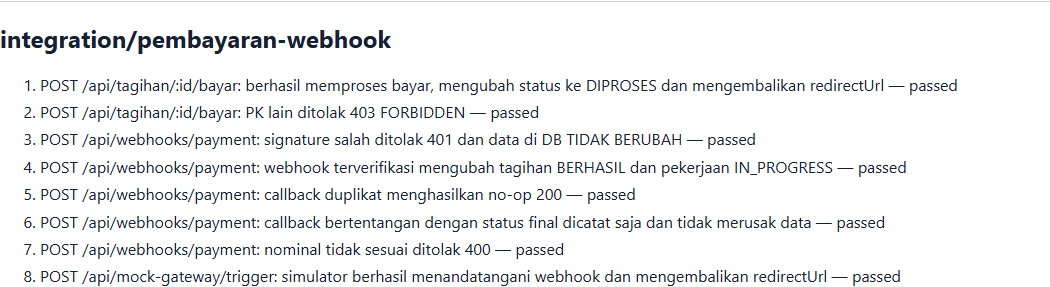 integration/pembayaran-webhook
1. POST /api/tagihan/:id/bayar: berhasil memproses bayar, mengubah status ke DIPROSES dan mengembalikan redirectUrl — passed
2. POST /api/tagihan/:id/bayar: PK lain ditolak 403 FORBIDDEN — passed
3. POST /api/webhooks/payment: signature salah ditolak 401 dan data di DB TIDAK BERUBAH — passed
4. POST /api/webhooks/payment: webhook terverifikasi mengubah tagihan BERHASIL dan pekerjaan IN_PROGRESS — passed
5. POST /api/webhooks/payment: callback duplikat menghasilkan no-op 200 — passed
6. POST /api/webhooks/payment: callback bertentangan dengan status final dicatat saja dan tidak merusak data — passed
7. POST /api/webhooks/payment: nominal tidak sesuai ditolak 400 — passed
8. POST /api/mock-gateway/trigger: simulator berhasil menandatangani webhook dan mengembalikan redirectUrl — passed